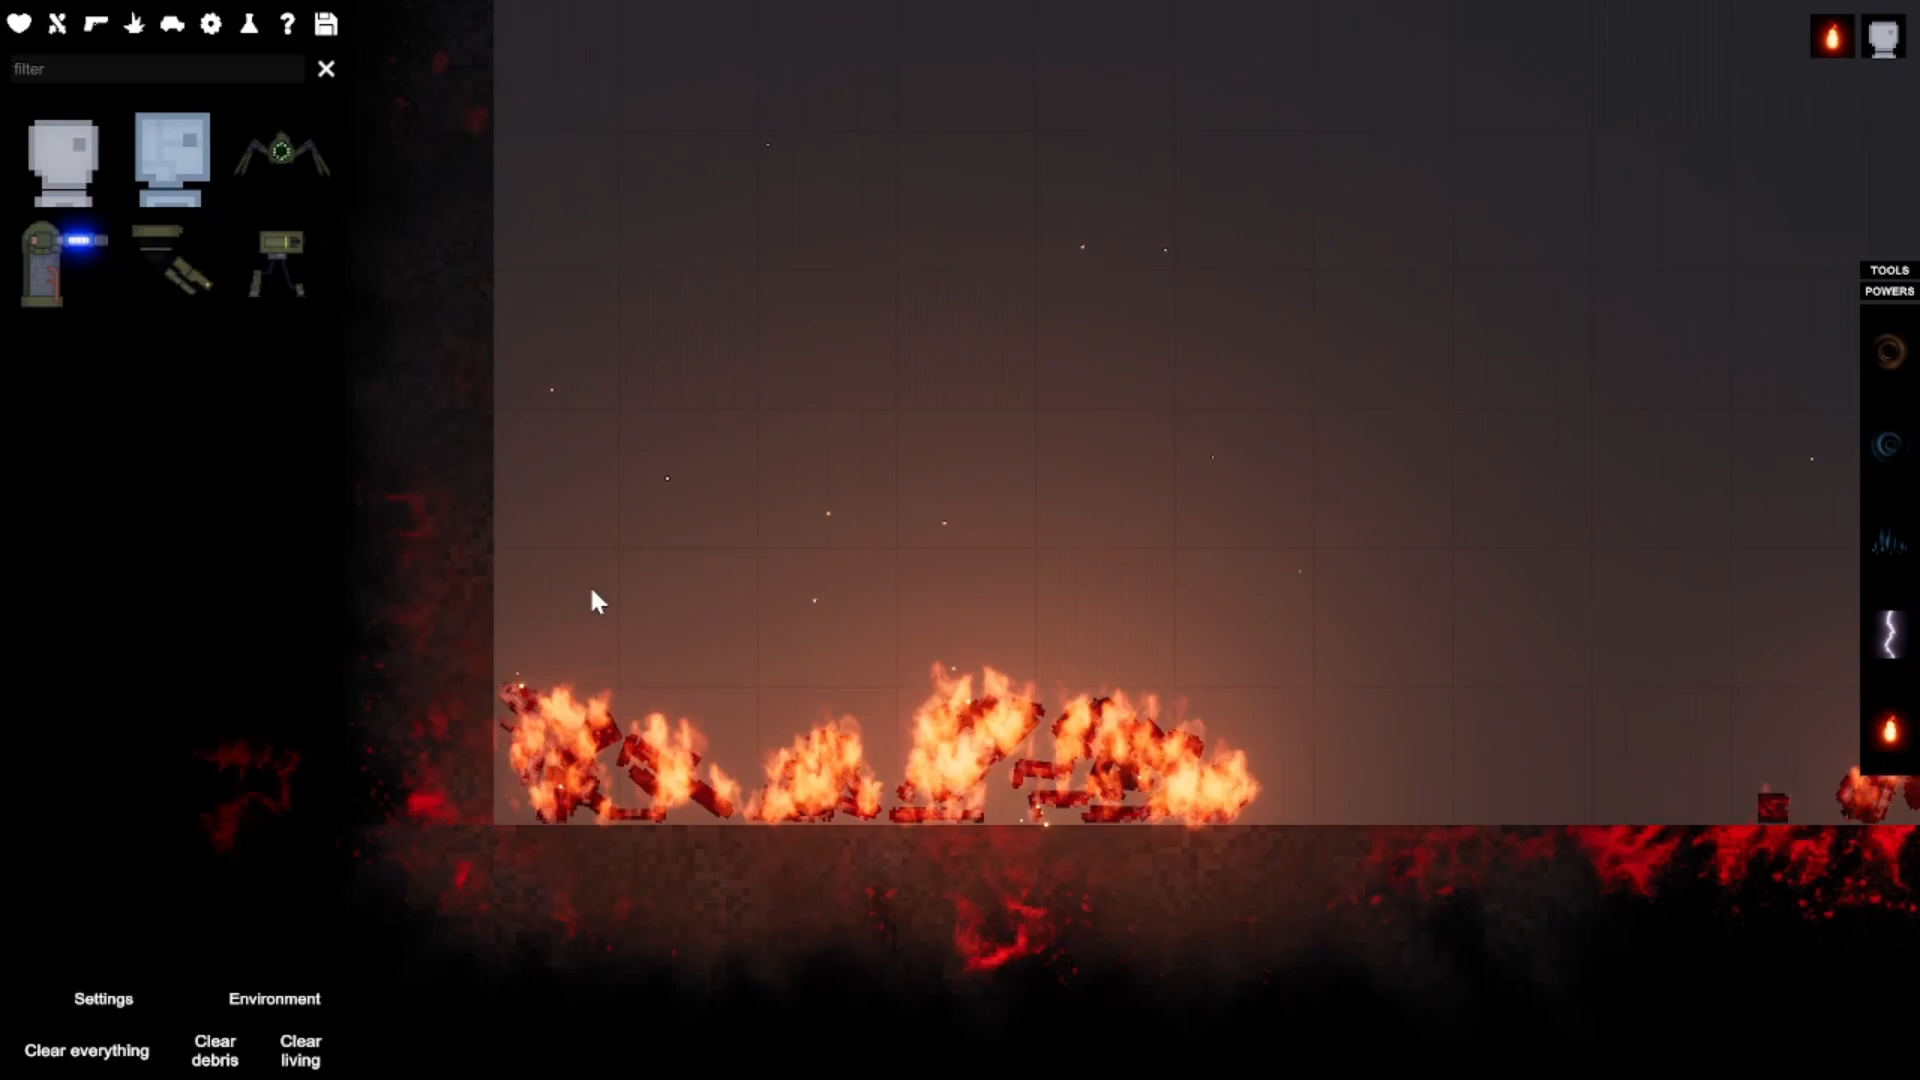 filter
TOOLS
POWERS
Settings
Environment
Clear everything
Clear
debris
Clear
living